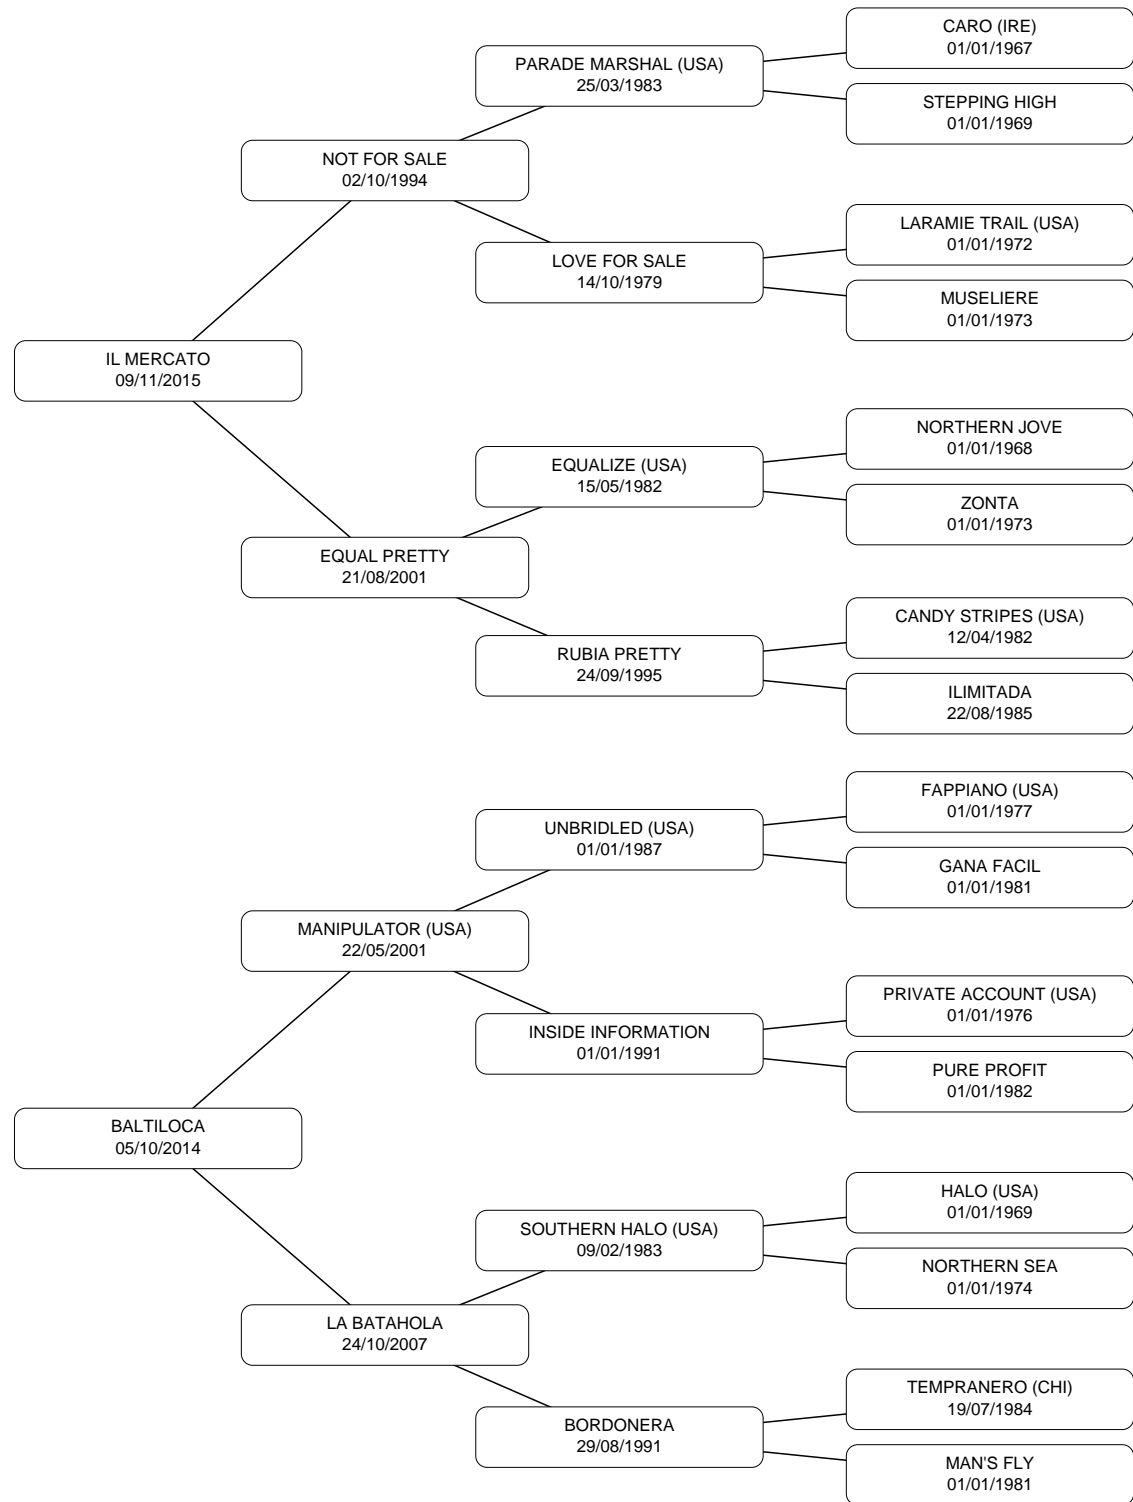 CARO (IRE)
01/01/1967
PARADE MARSHAL (USA)
25/03/1983
STEPPING HIGH
01/01/1969
NOT FOR SALE
02/10/1994
LARAMIE TRAIL (USA)
01/01/1972
LOVE FOR SALE
14/10/1979
MUSELIERE
01/01/1973
IL MERCATO
09/11/2015
NORTHERN JOVE
01/01/1968
EQUALIZE (USA)
15/05/1982
ZONTA
01/01/1973
EQUAL PRETTY
21/08/2001
CANDY STRIPES (USA)
12/04/1982
RUBIA PRETTY
24/09/1995
ILIMITADA
22/08/1985
FAPPIANO (USA)
01/01/1977
UNBRIDLED (USA)
01/01/1987
GANA FACIL
01/01/1981
MANIPULATOR (USA)
22/05/2001
PRIVATE ACCOUNT (USA)
01/01/1976
INSIDE INFORMATION
01/01/1991
PURE PROFIT
01/01/1982
BALTILOCA
05/10/2014
HALO (USA)
01/01/1969
SOUTHERN HALO (USA)
09/02/1983
NORTHERN SEA
01/01/1974
LA BATAHOLA
24/10/2007
TEMPRANERO (CHI)
19/07/1984
BORDONERA
29/08/1991
MAN'S FLY
01/01/1981